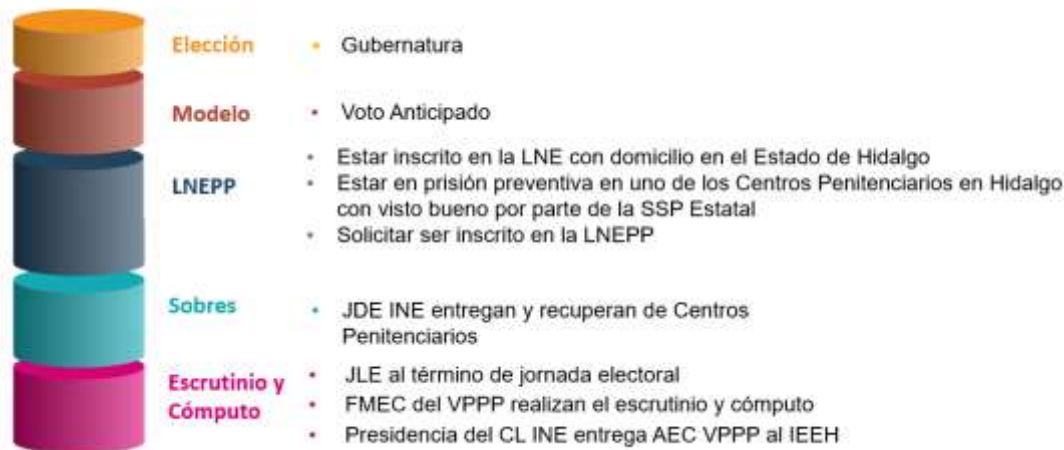 Elección
• Gubernatura
Modelo
• Voto Anticipado
LNEPP
• Estar inscrito en la LNE con domicilio en el Estado de Hidalgo
• Estar en prisión preventiva en uno de los Centros Penitenciarios en Hidalgo
con visto bueno por parte de la SSP Estatal
• Solicitar ser inscrito en la LNEPP
Sobres
• JDE INE entregan y recuperan de Centros
Penitenciarios
Escrutinio y
Cómputo
• JLE al término de jornada electoral
• FMEC del VPPP realizan el escrutinio y cómputo
• Presidencia del CL INE entrega AEC VPPP al IEEH